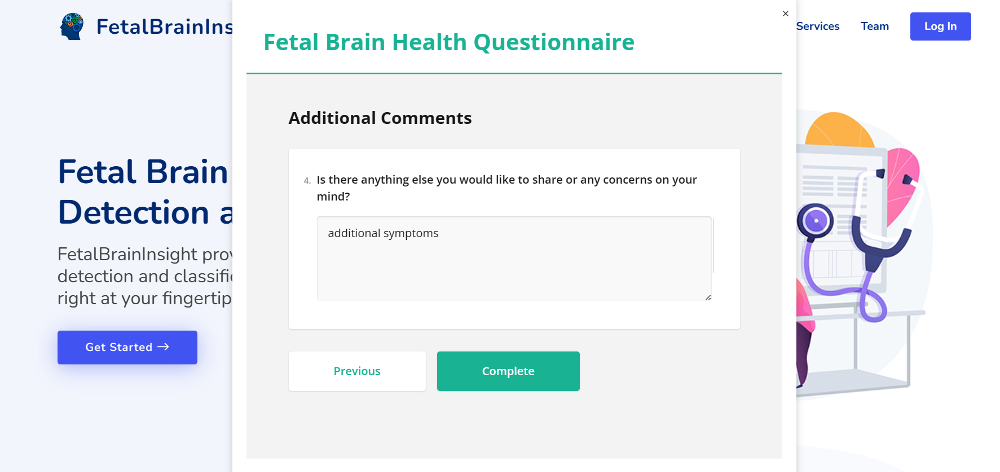 FetalBrainIns
Services
Team
Log In
×
Fetal Brain Health Questionnaire
Additional Comments
4. Is there anything else you would like to share or any concerns on your
mind?
additional symptoms
Previous
Complete
Fetal Brain
Detection a
FetalBrainInsight prov
detection and classific
right at your fingertip
Get Started →